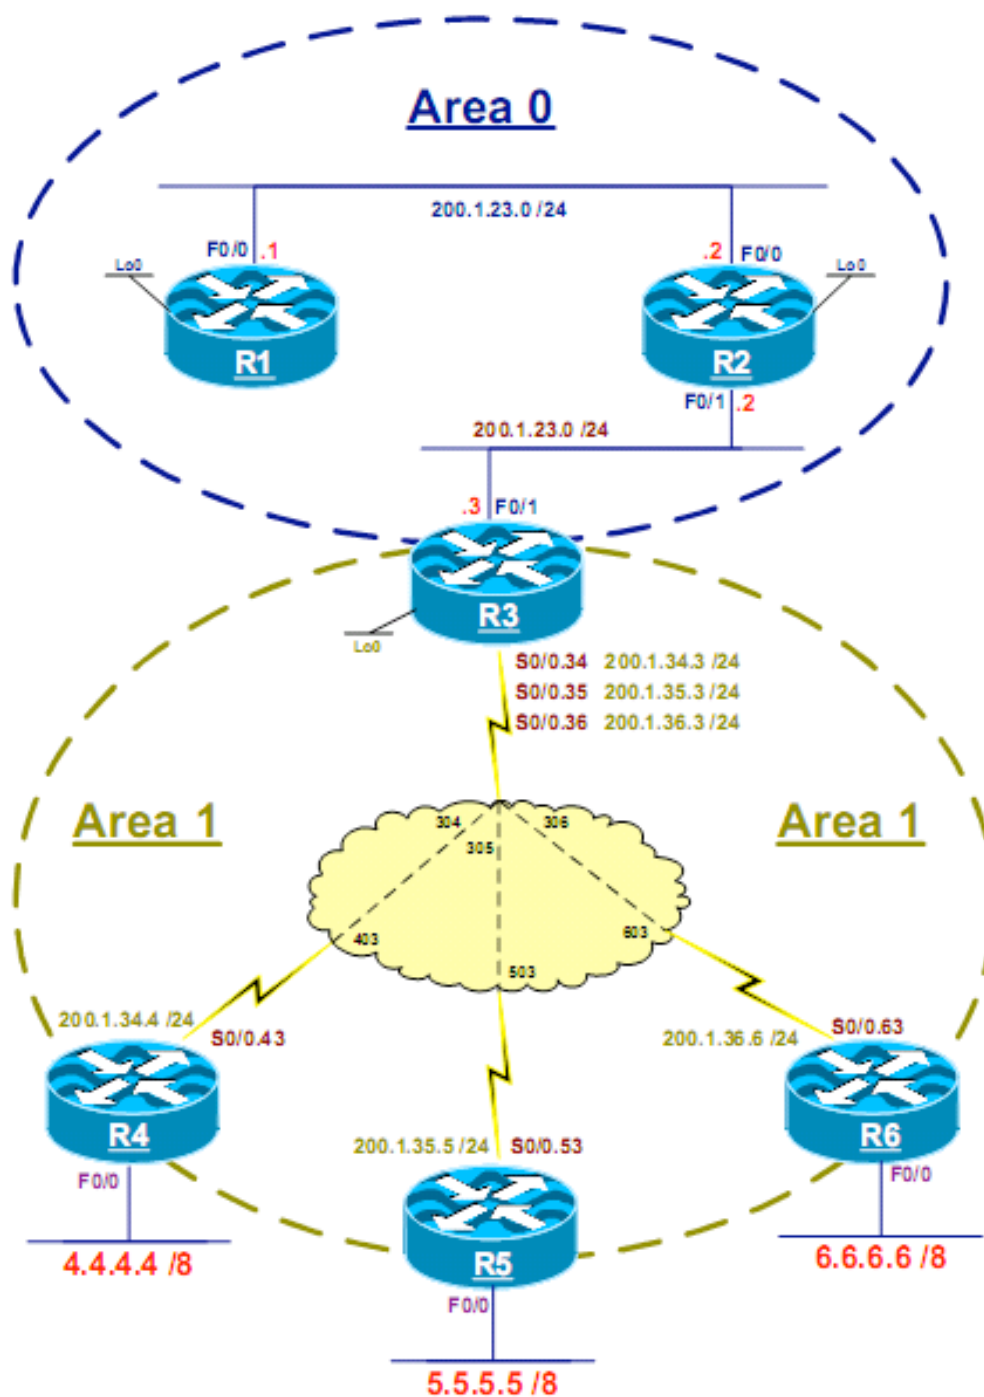 Area 0
200.1.23.0 /24
F0/0 .1
.2 F0/0
Lo0
Lo0
R1
R2
F0/1 .2
200.1.23.0 /24
.3 F0/1
R3
Lo0
S0/0.34 200.1.34.3 /24
S0/0.35 200.1.35.3 /24
S0/0.36 200.1.36.3 /24
Area 1
Area 1
304
306
305
403
603
503
200.1.34.4 /24
S0/0.43
200.1.36.6 /24
S0/0.63
R4
R6
200.1.35.5 /24
S0/0.53
F0/0
F0/0
4.4.4.4 /8
6.6.6.6 /8
R5
F0/0
5.5.5.5 /8